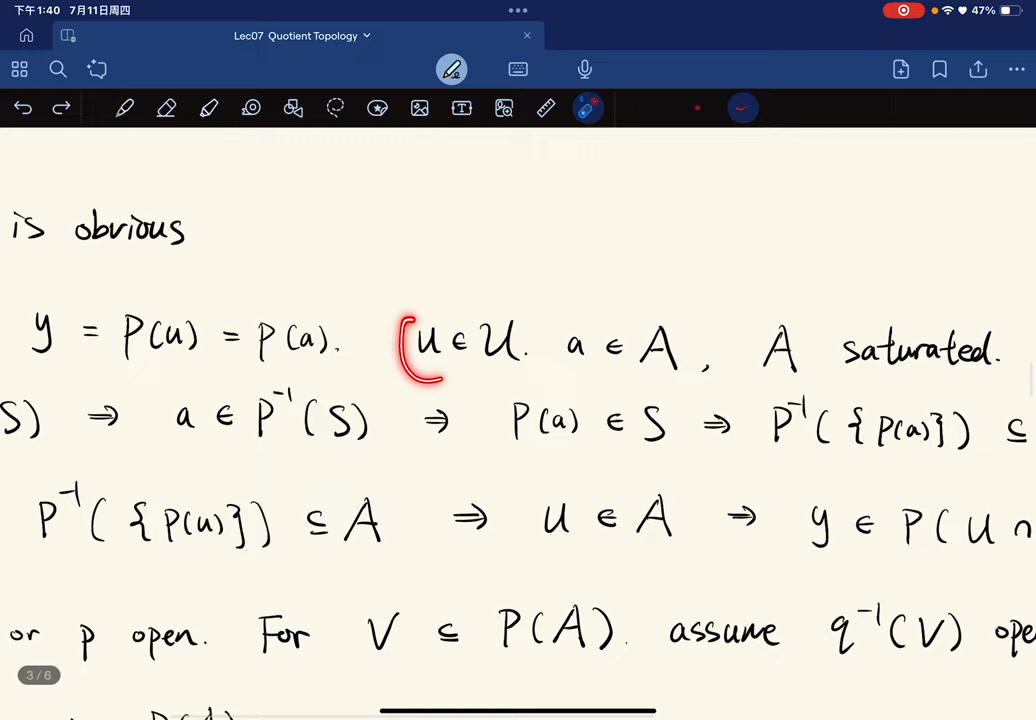 下午1:40 7月11日周四
47%
Lec07 Quotient Topology
is obvious
y = P(u) = P(a). u ∈ U. a ∈ A, A saturated.
S) ⇒ a ∈ P⁻¹(S) ⇒ P(a) ∈ S ⇒ P⁻¹({P(a)}) ⊆
P⁻¹({P(u)}) ⊆ A ⇒ u ∈ A ⇒ y ∈ P(U ∩
or p open. For V ⊆ P(A). assume q⁻¹(V) ope
3 / 6